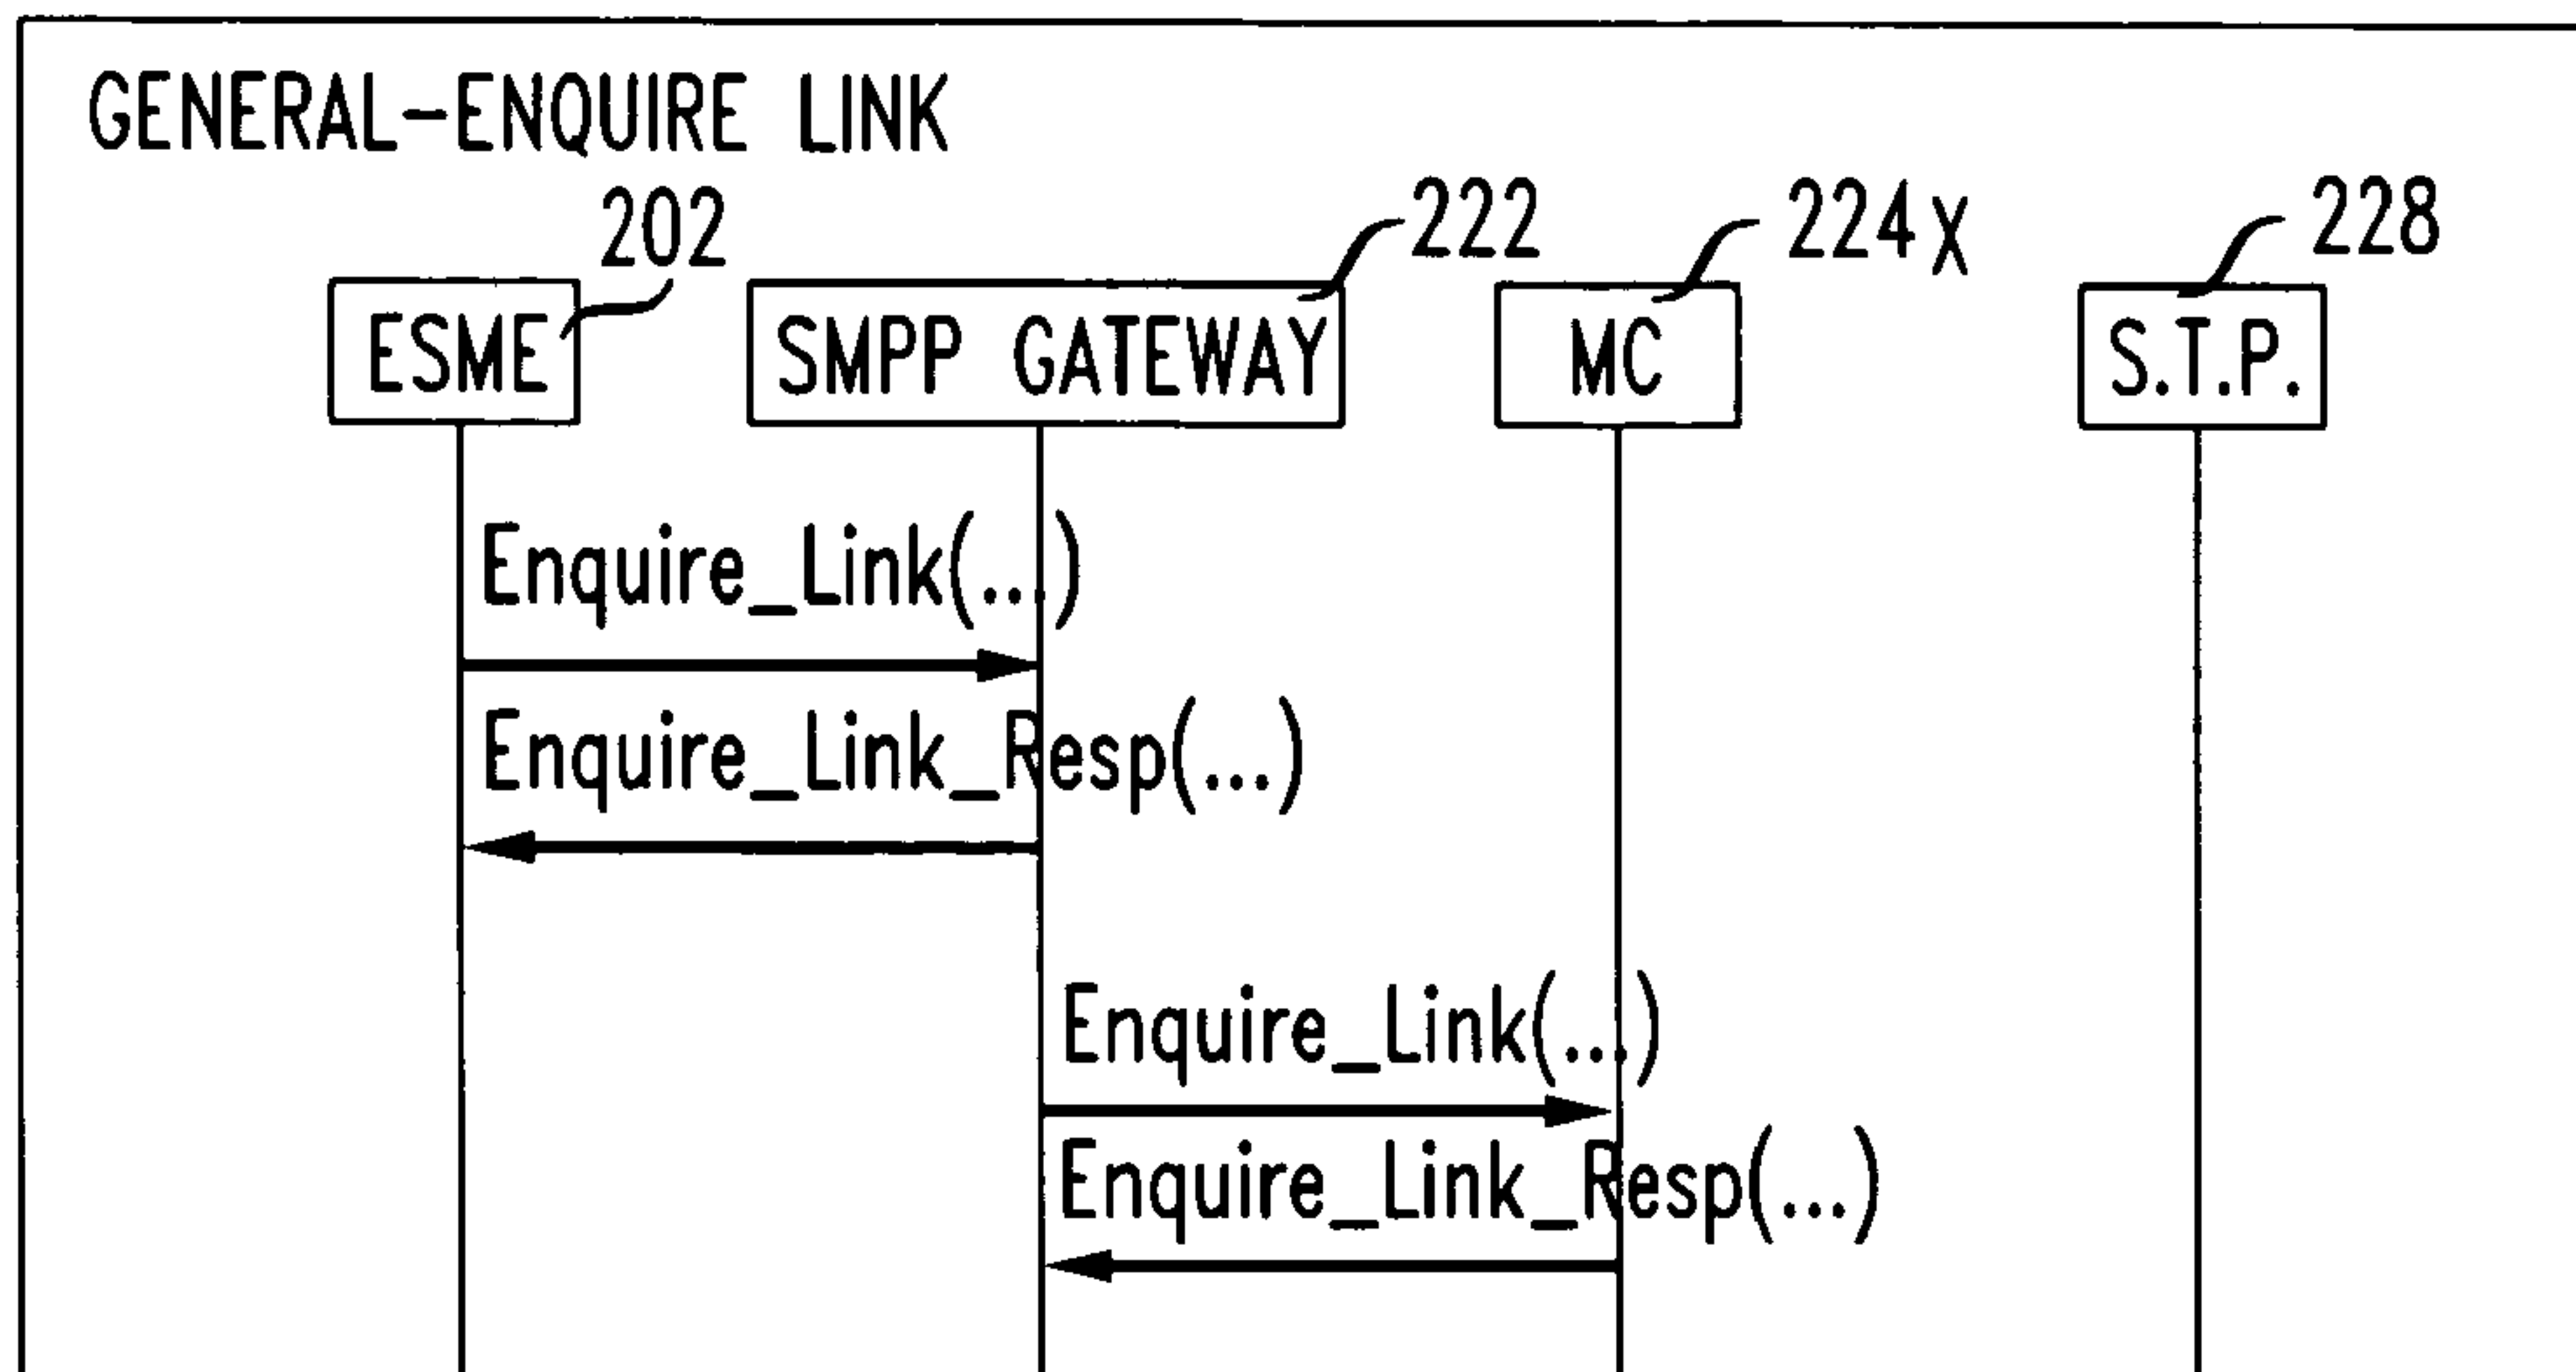 GENERAL-ENQUIRE LINK
202
222
224X
228
ESME
SMPP GATEWAY
MC
S.T.P.
Enquire_Link(...)
Enquire_Link_Resp(...)
Enquire_Link(...)
Enquire_Link_Resp(...)